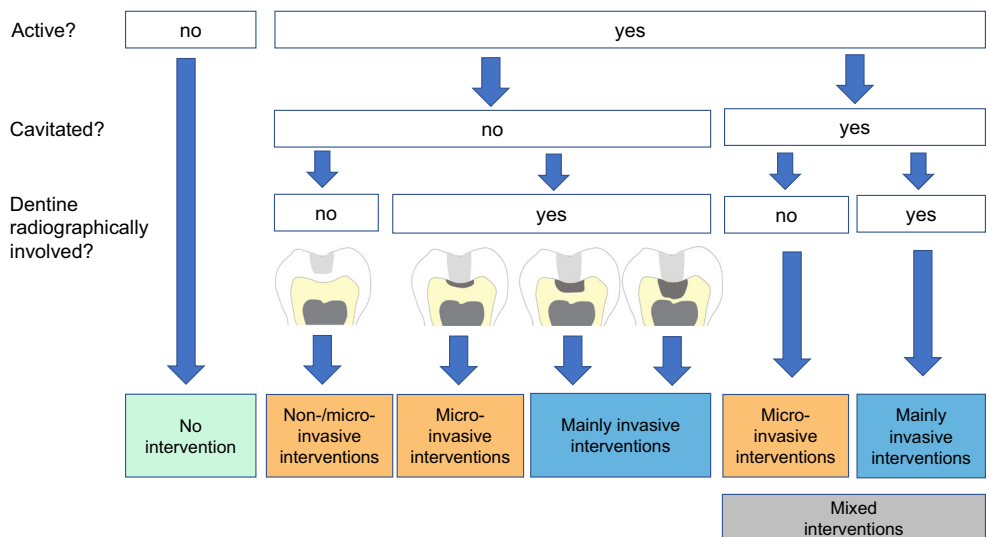 Active?
no
yes
Cavitated?
no
yes
Dentine
radiographically
involved?
no
yes
no
yes
No
intervention
Non-/micro-
invasive
interventions
Micro-
invasive
interventions
Mainly invasive
interventions
Micro-
invasive
interventions
Mainly
invasive
interventions
Mixed
interventions